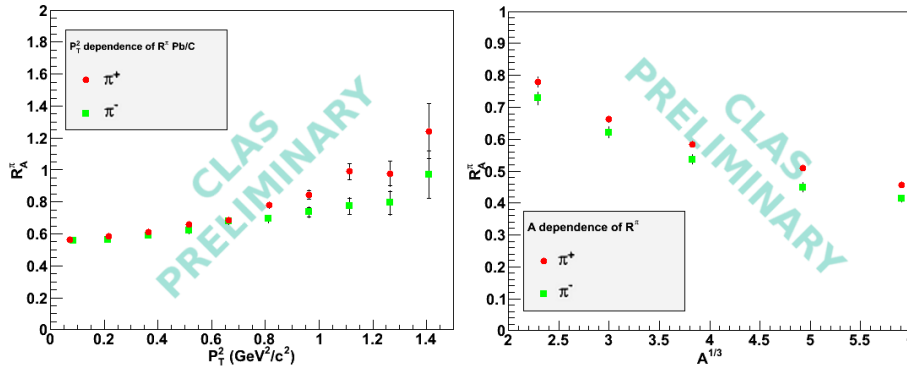 2
1.8
1.6
1.4
1.2
1
0.8
0.6
0.4
0.2
0
R_A^π
P_T^2 dependence of R^π Pb/C
π^+
π^-
CLAS
PRELIMINARY
0 0.2 0.4 0.6 0.8 1 1.2 1.4
P_T^2 (GeV^2/c^2)
1
0.9
0.8
0.7
0.6
0.5
0.4
0.3
0.2
0.1
0
R_A^π
CLAS
PRELIMINARY
A dependence of R^π
π^+
π^-
2 2.5 3 3.5 4 4.5 5 5.5
A^{1/3}